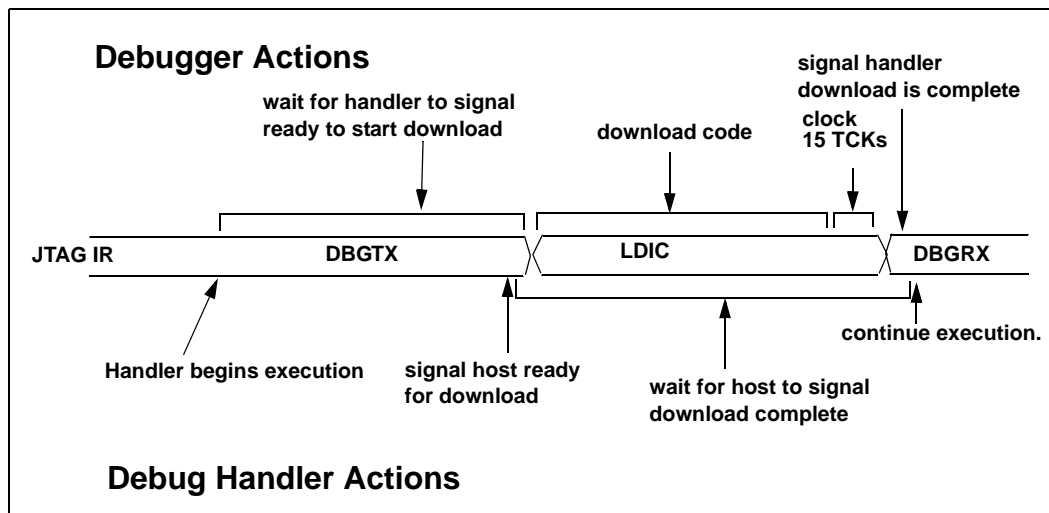 Debugger Actions
signal handler
download is complete
wait for handler to signal
ready to start download
download code
clock
15 TCKs
JTAG IR
DBGTX
LDIC
DBGRX
continue execution.
Handler begins execution
signal host ready
for download
wait for host to signal
download complete
Debug Handler Actions